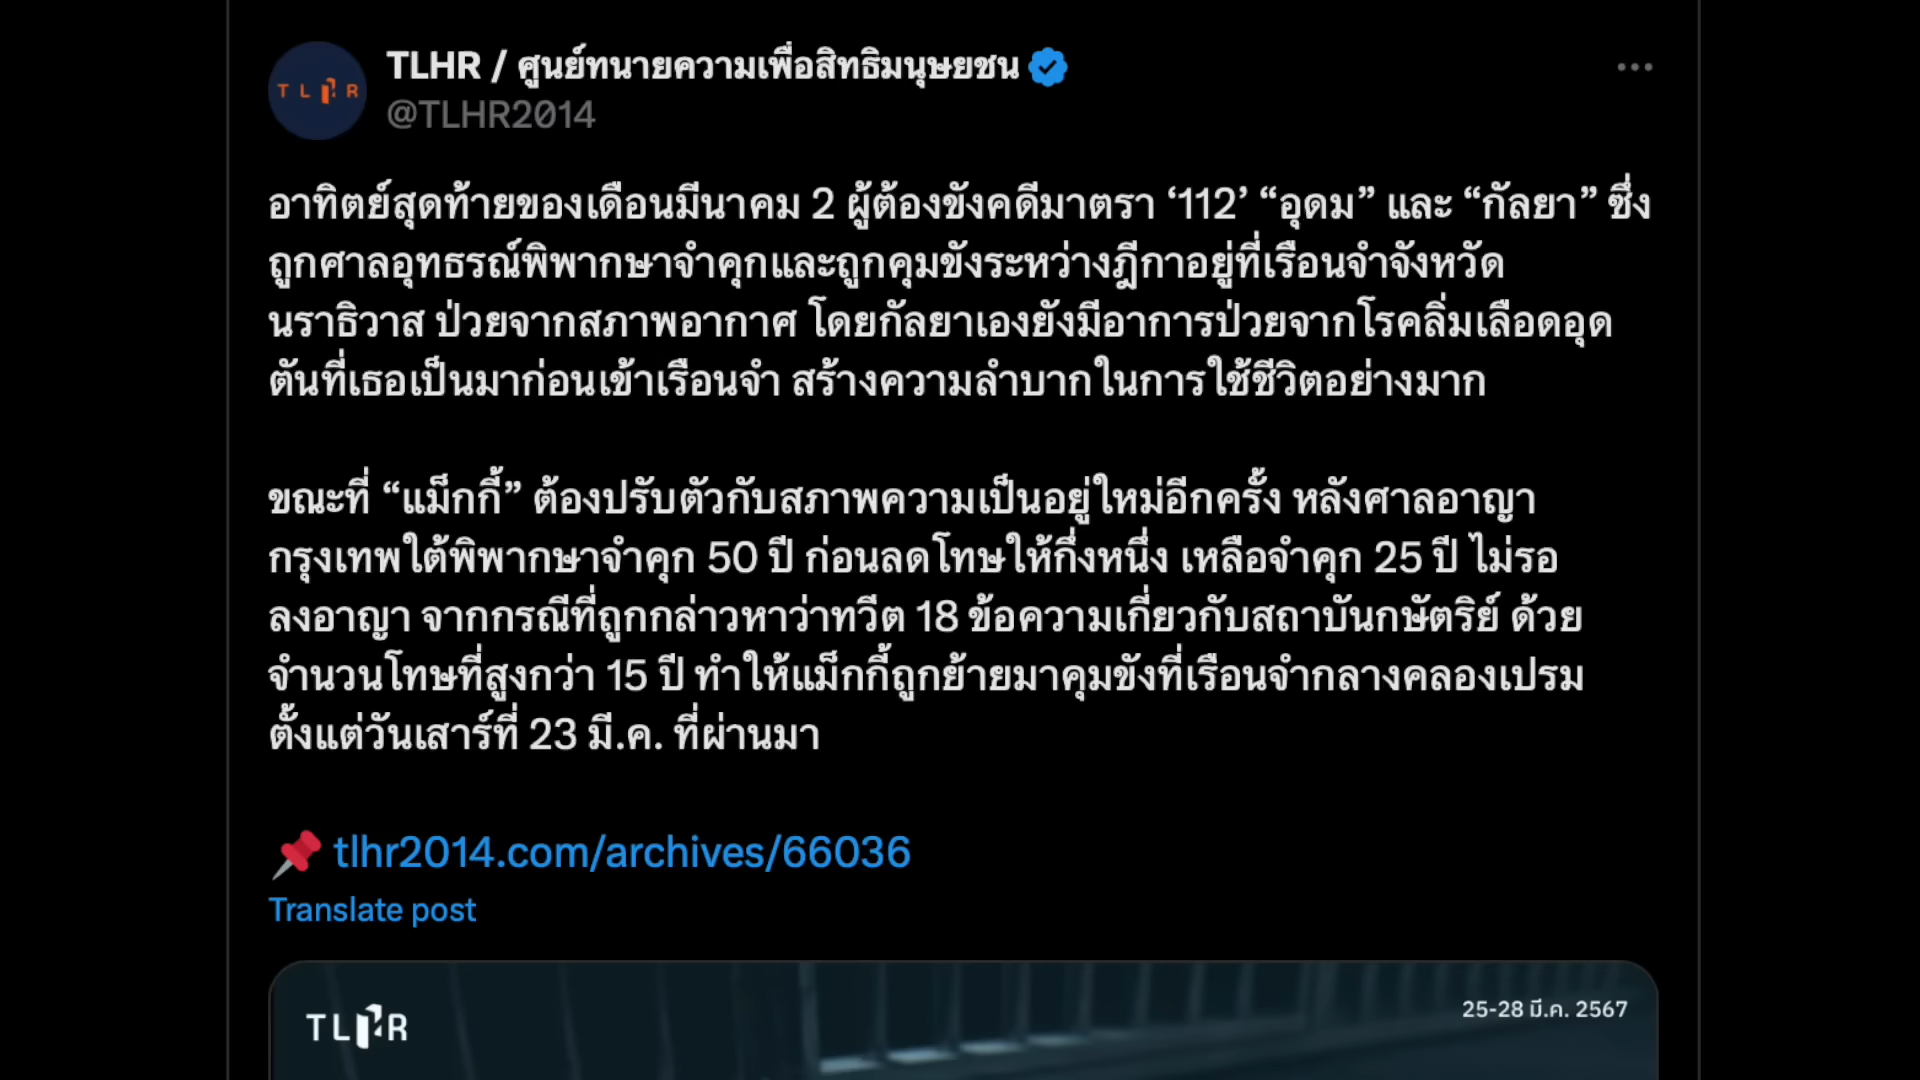 TLHR
TLHR / ศูนย์ทนายความเพื่อสิทธิมนุษยชน
@TLHR2014
อาทิตย์สุดท้ายของเดือนมีนาคม 2 ผู้ต้องขังคดีมาตรา ‘112’ “อุดม” และ “กัลยา” ซึ่ง
ถูกศาลอุทธรณ์พิพากษาจำคุกและถูกคุมขังระหว่างฎีกาอยู่ที่เรือนจำจังหวัด
นราธิวาส ป่วยจากสภาพอากาศ โดยกัลยาเองยังมีอาการป่วยจากโรคลิ่มเลือดอุด
ตันที่เธอเป็นมาก่อนเข้าเรือนจำ สร้างความลำบากในการใช้ชีวิตอย่างมาก
ขณะที่ “แม็กกี้” ต้องปรับตัวกับสภาพความเป็นอยู่ใหม่อีกครั้ง หลังศาลอาญา
กรุงเทพใต้พิพากษาจำคุก 50 ปี ก่อนลดโทษให้กึ่งหนึ่ง เหลือจำคุก 25 ปี ไม่รอ
ลงอาญา จากกรณีที่ถูกกล่าวหาว่าทวีต 18 ข้อความเกี่ยวกับสถาบันกษัตริย์ ด้วย
จำนวนโทษที่สูงกว่า 15 ปี ทำให้แม็กกี้ถูกย้ายมาคุมขังที่เรือนจำกลางคลองเปรม
ตั้งแต่วันเสาร์ที่ 23 มี.ค. ที่ผ่านมา
tlhr2014.com/archives/66036
Translate post
TLHR
25-28 มี.ค. 2567